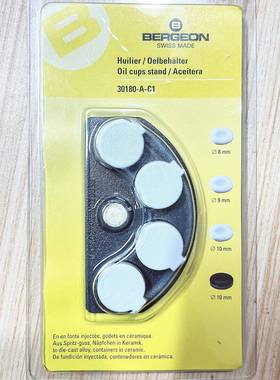 B
BERGEON
SWISS MADE
Huilier / Oelbehälter
Oil cups stand / Aceitera
30180-A-C1
Ø 8 mm
Ø 9 mm
Ø 10 mm
Ø 10 mm
En en fonte injectée, godets en céramique.
Aus Spritz-guss, Näpfchen in Keramik.
In die-cast alloy, containers in ceramic.
De fundición inyectada, contenedores en cerámica.